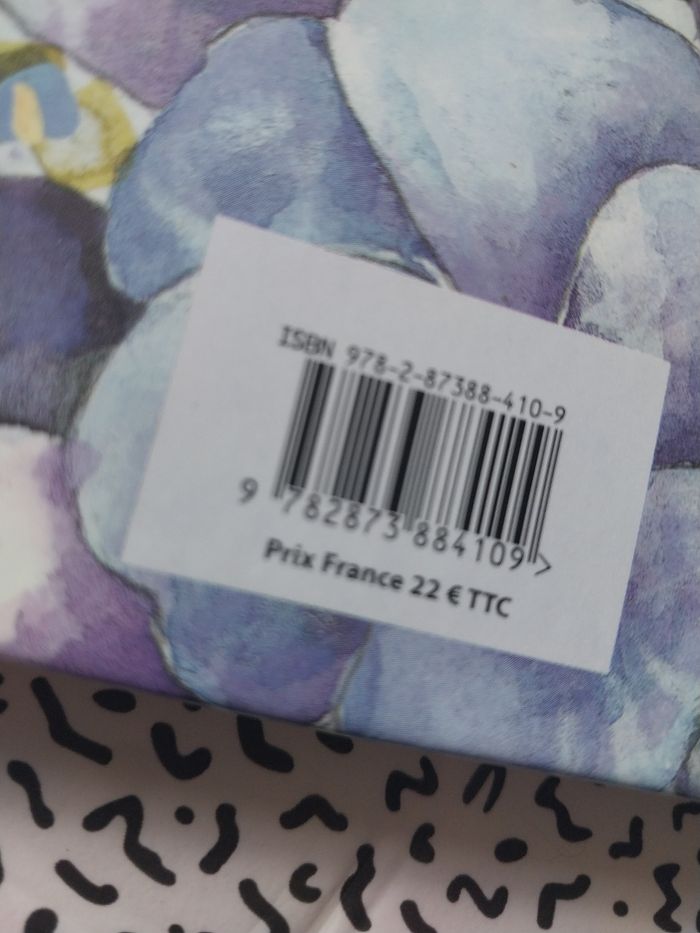 ISBN 978-2-87388-410-9
9 782873 884109 >
Prix France 22 € TTC